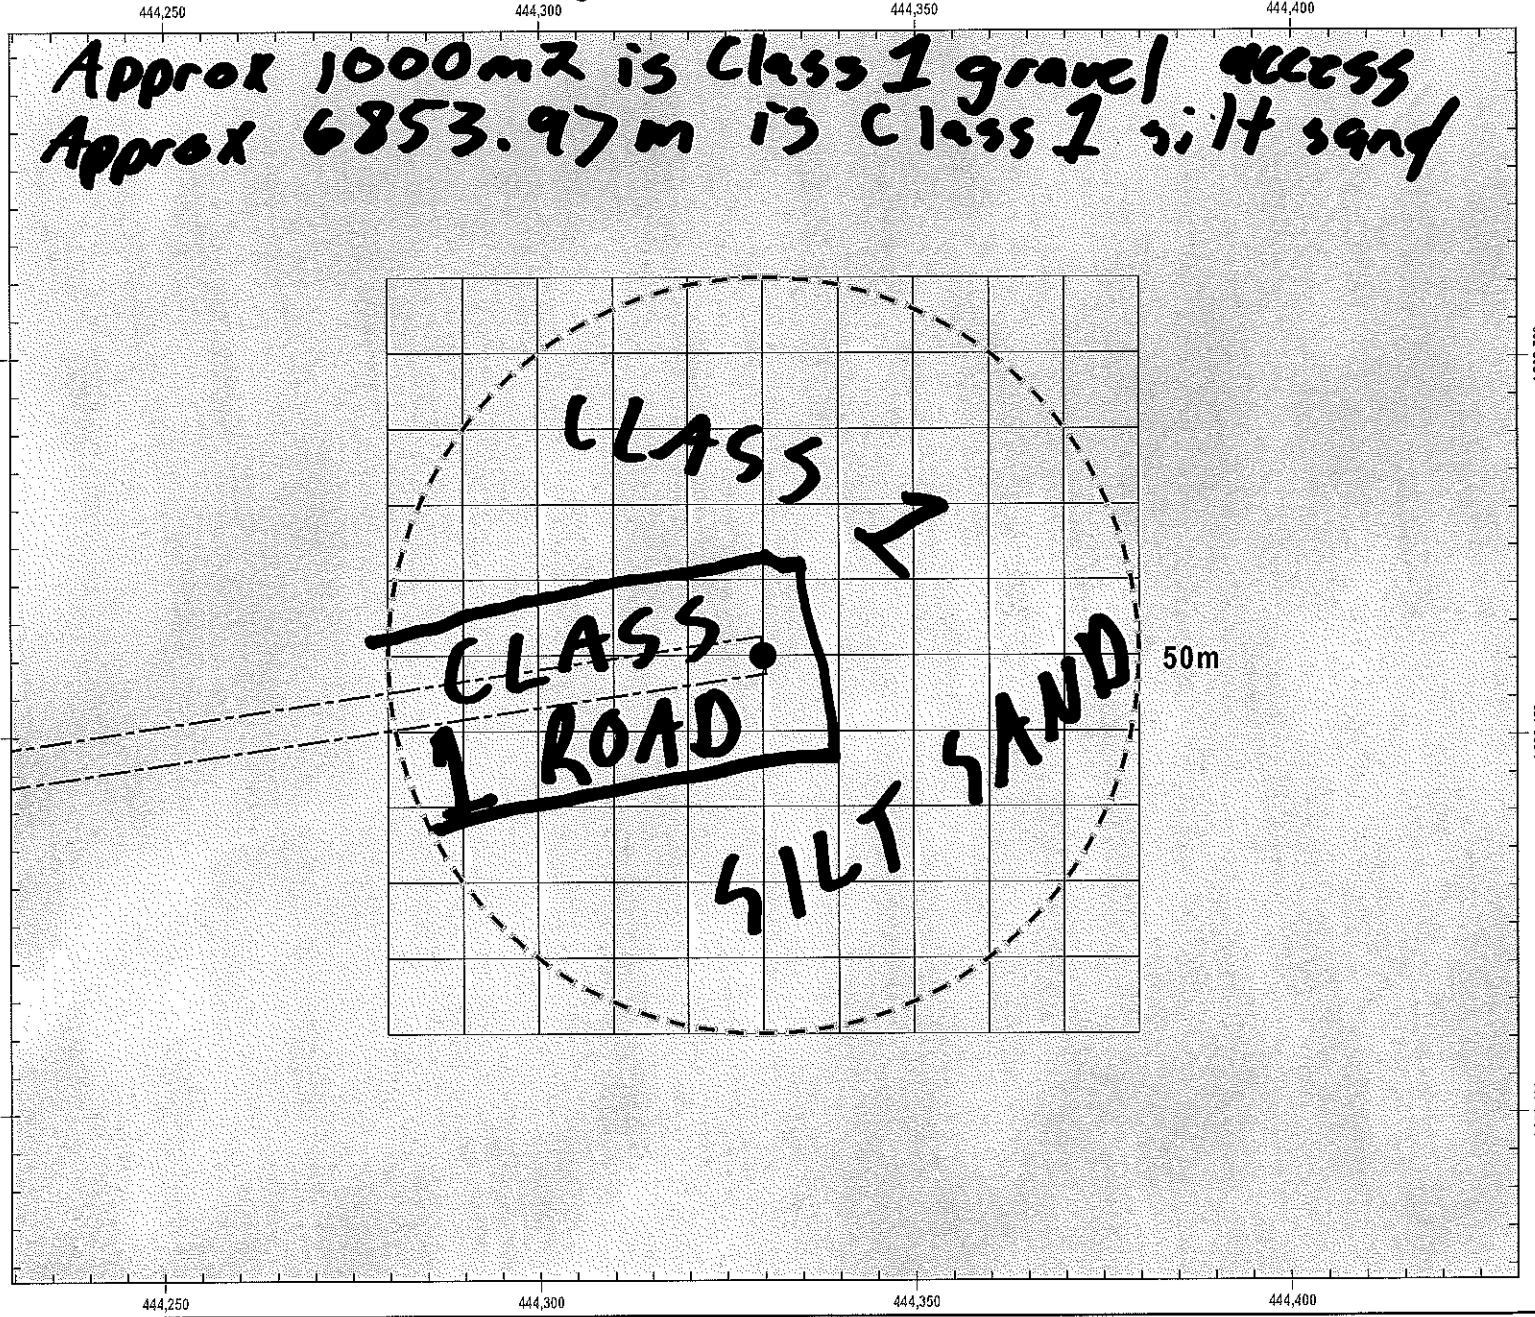 444,250 444,300 444,350 444,400
Approx 1000m2 is Class 1 gravel access
Approx 6853.97m is Class 1 silt sand
CLASS
1
CLASS
1 ROAD
50m
SILT SAND
444,250 444,300 444,350 444,400